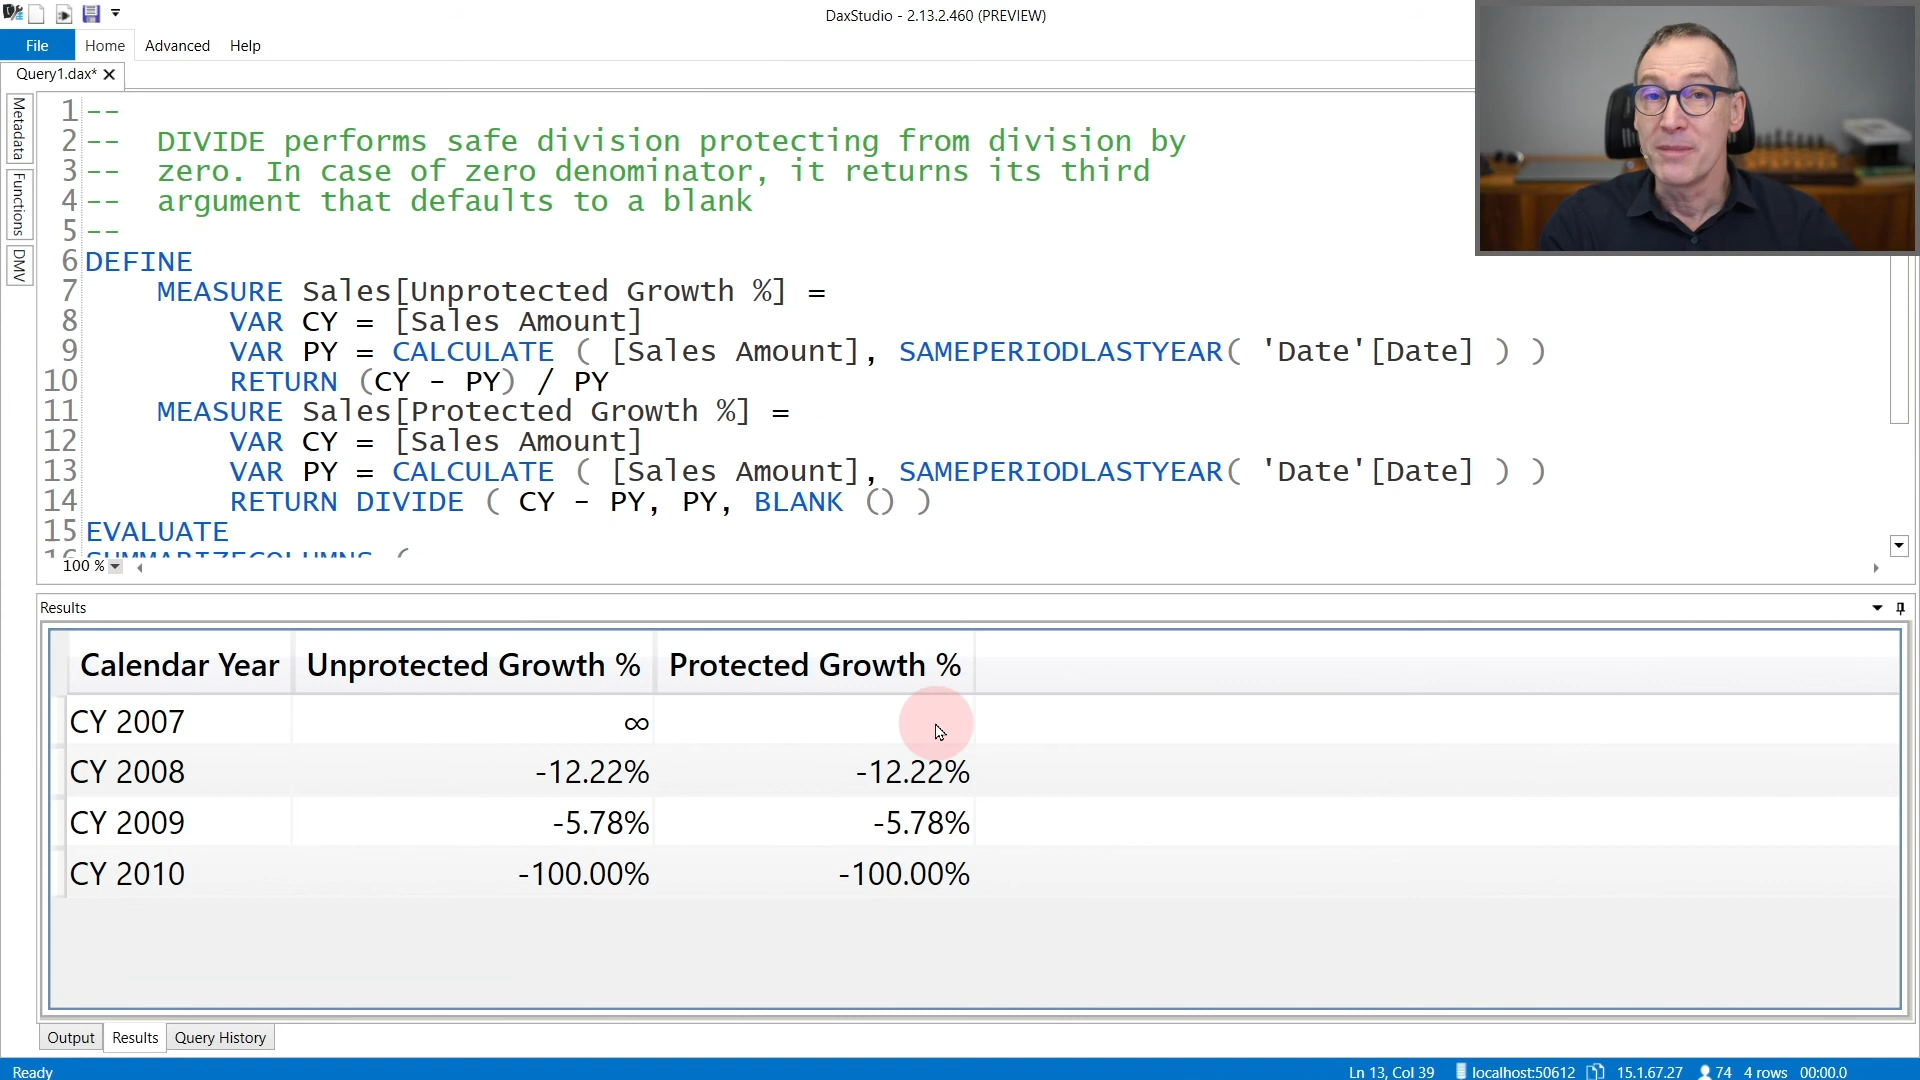 DaxStudio - 2.13.2.460 (PREVIEW)
File Home Advanced Help
Query1.dax*
Metadata
Functions
DMV
1 --
2 -- DIVIDE performs safe division protecting from division by
3 -- zero. In case of zero denominator, it returns its third
4 -- argument that defaults to a blank
5 --
6 DEFINE
7 MEASURE Sales[Unprotected Growth %] =
8 VAR CY = [Sales Amount]
9 VAR PY = CALCULATE ( [Sales Amount], SAMEPERIODLASTYEAR( 'Date'[Date] ) )
10 RETURN (CY - PY) / PY
11 MEASURE Sales[Protected Growth %] =
12 VAR CY = [Sales Amount]
13 VAR PY = CALCULATE ( [Sales Amount], SAMEPERIODLASTYEAR( 'Date'[Date] ) )
14 RETURN DIVIDE ( CY - PY, PY, BLANK () )
15 EVALUATE
16 SUMMARIZECOLUMNS (
100 %
Results
Calendar Year Unprotected Growth % Protected Growth %
CY 2007 ∞
CY 2008 -12.22% -12.22%
CY 2009 -5.78% -5.78%
CY 2010 -100.00% -100.00%
Output Results Query History
Ready Ln 13, Col 39 localhost:50612 15.1.67.27 74 4 rows 00:00.0